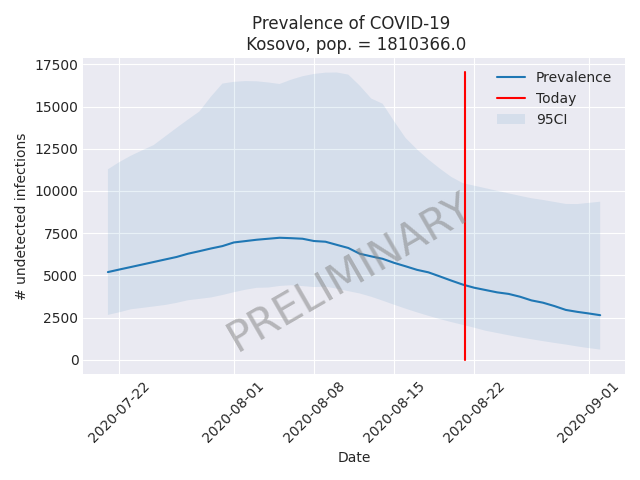 Prevalence of COVID-19
Kosovo, pop. = 1810366.0
17500
15000
12500
10000
7500
5000
2500
0
# undetected infections
Prevalence
Today
95CI
PRELIMINARY
2020-07-22
2020-08-01
2020-08-08
2020-08-15
2020-08-22
2020-09-01
Date